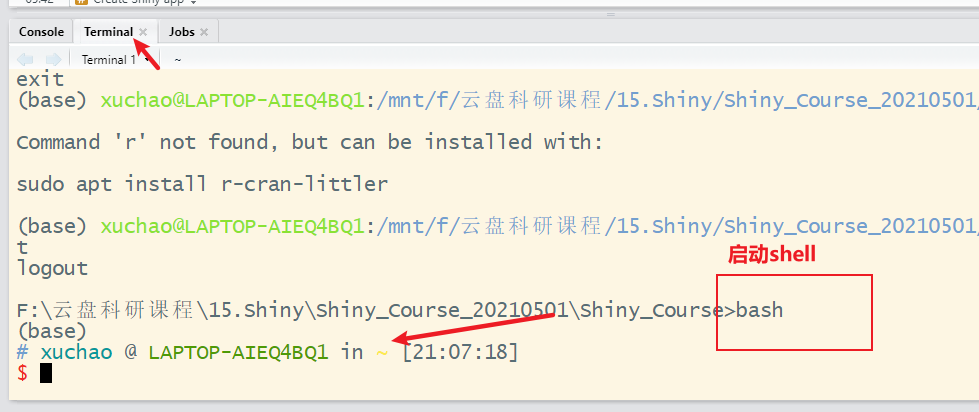 Create Shiny app
Console Terminal Jobs
Terminal 1 ~
exit
(base) xuchao@LAPTOP-AIEQ4BQ1:/mnt/f/云盘科研课程/15.Shiny/Shiny_Course_20210501/
Command 'r' not found, but can be installed with:
sudo apt install r-cran-littler
(base) xuchao@LAPTOP-AIEQ4BQ1:/mnt/f/云盘科研课程/15.Shiny/Shiny_Course_20210501/
t
logout
启动shell
F:\云盘科研课程\15.Shiny\Shiny_Course_20210501\Shiny_Course>bash
(base)
# xuchao @ LAPTOP-AIEQ4BQ1 in ~ [21:07:18]
$